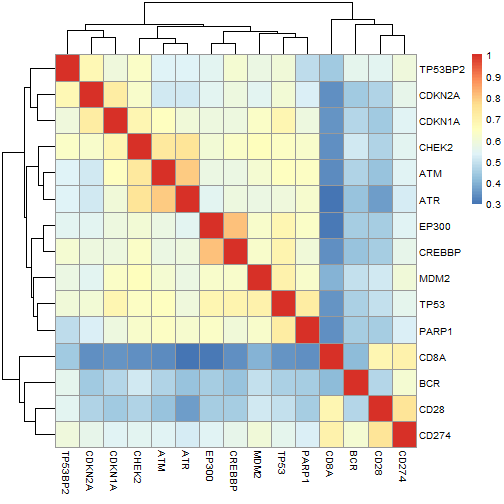 TP53BP2
CDKN2A
CDKN1A
CHEK2
ATM
ATR
EP300
CREBBP
MDM2
TP53
PARP1
CD8A
BCR
CD28
CD274
1
0.9
0.8
0.7
0.6
0.5
0.4
0.3
TP53BP2
CDKN2A
CDKN1A
CHEK2
ATM
ATR
EP300
CREBBP
MDM2
TP53
PARP1
CD8A
BCR
CD28
CD274